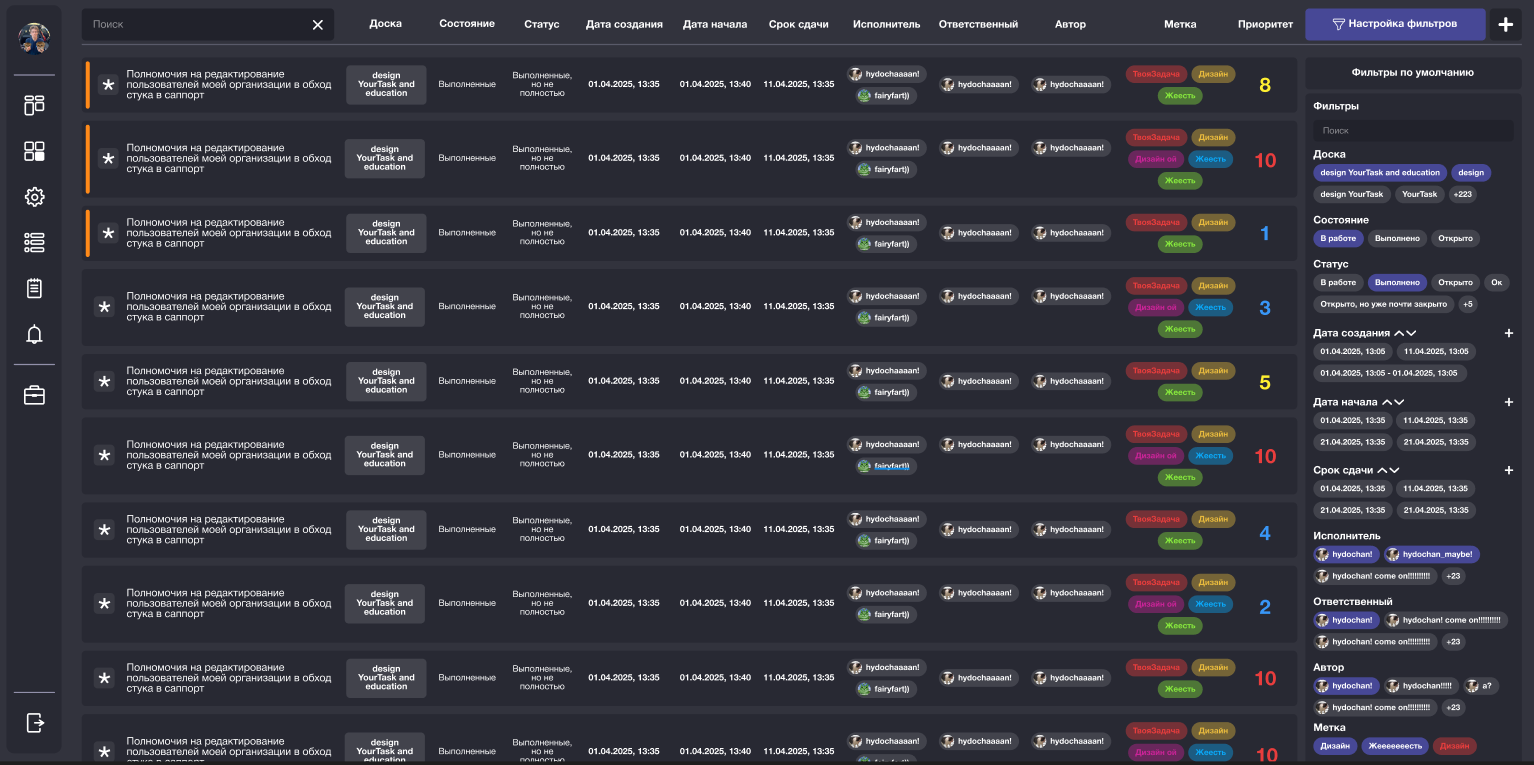 Поиск
Доска
Состояние
Статус
Дата создания
Дата начала
Срок сдачи
Исполнитель
Ответственный
Автор
Метка
Приоритет
Настройка фильтров
Полномочия на редактирование
пользователей моей организации в обход
стука в саппорт
design
YourTask and
education
Выполненные
Выполненные,
но не
полностью
01.04.2025, 13:35
01.04.2025, 13:40
11.04.2025, 13:35
hydochaaaan!
fairyfart))
hydochaaaan!
hydochaaaan!
ТвояЗадача
Дизайн
Жеесть
8
Полномочия на редактирование
пользователей моей организации в обход
стука в саппорт
design
YourTask and
education
Выполненные
Выполненные,
но не
полностью
01.04.2025, 13:35
01.04.2025, 13:40
11.04.2025, 13:35
hydochaaaan!
fairyfart))
hydochaaaan!
hydochaaaan!
ТвояЗадача
Дизайн
Дизайн ой
Жеесть
Жеесть
10
Полномочия на редактирование
пользователей моей организации в обход
стука в саппорт
design
YourTask and
education
Выполненные
Выполненные,
но не
полностью
01.04.2025, 13:35
01.04.2025, 13:40
11.04.2025, 13:35
hydochaaaan!
fairyfart))
hydochaaaan!
hydochaaaan!
ТвояЗадача
Дизайн
Жеесть
1
Полномочия на редактирование
пользователей моей организации в обход
стука в саппорт
design
YourTask and
education
Выполненные
Выполненные,
но не
полностью
01.04.2025, 13:35
01.04.2025, 13:40
11.04.2025, 13:35
hydochaaaan!
fairyfart))
hydochaaaan!
hydochaaaan!
ТвояЗадача
Дизайн
Дизайн ой
Жеесть
Жеесть
3
Полномочия на редактирование
пользователей моей организации в обход
стука в саппорт
design
YourTask and
education
Выполненные
Выполненные,
но не
полностью
01.04.2025, 13:35
01.04.2025, 13:40
11.04.2025, 13:35
hydochaaaan!
fairyfart))
hydochaaaan!
hydochaaaan!
ТвояЗадача
Дизайн
Жеесть
5
Полномочия на редактирование
пользователей моей организации в обход
стука в саппорт
design
YourTask and
education
Выполненные
Выполненные,
но не
полностью
01.04.2025, 13:35
01.04.2025, 13:40
11.04.2025, 13:35
hydochaaaan!
fairyfart))
hydochaaaan!
hydochaaaan!
ТвояЗадача
Дизайн
Дизайн ой
Жеесть
Жеесть
10
Полномочия на редактирование
пользователей моей организации в обход
стука в саппорт
design
YourTask and
education
Выполненные
Выполненные,
но не
полностью
01.04.2025, 13:35
01.04.2025, 13:40
11.04.2025, 13:35
hydochaaaan!
fairyfart))
hydochaaaan!
hydochaaaan!
ТвояЗадача
Дизайн
Жеесть
4
Полномочия на редактирование
пользователей моей организации в обход
стука в саппорт
design
YourTask and
education
Выполненные
Выполненные,
но не
полностью
01.04.2025, 13:35
01.04.2025, 13:40
11.04.2025, 13:35
hydochaaaan!
fairyfart))
hydochaaaan!
hydochaaaan!
ТвояЗадача
Дизайн
Дизайн ой
Жеесть
Жеесть
2
Полномочия на редактирование
пользователей моей организации в обход
стука в саппорт
design
YourTask and
education
Выполненные
Выполненные,
но не
полностью
01.04.2025, 13:35
01.04.2025, 13:40
11.04.2025, 13:35
hydochaaaan!
fairyfart))
hydochaaaan!
hydochaaaan!
ТвояЗадача
Дизайн
Жеесть
10
Полномочия на редактирование
пользователей моей организации в обход
стука в саппорт
design
YourTask and
education
Выполненные
Выполненные,
но не
полностью
01.04.2025, 13:35
01.04.2025, 13:40
11.04.2025, 13:35
hydochaaaan!
fairyfart))
hydochaaaan!
hydochaaaan!
ТвояЗадача
Дизайн
Дизайн ой
Жеесть
10
Фильтры по умолчанию
Фильтры
Поиск
Доска
design YourTask and education
design
design YourTask
YourTask
+223
Состояние
В работе
Выполнено
Открыто
Статус
В работе
Выполнено
Открыто
Ок
Открыто, но уже почти закрыто
+5
Дата создания
01.04.2025, 13:05
11.04.2025, 13:05
01.04.2025, 13:05 - 01.04.2025, 13:05
Дата начала
01.04.2025, 13:35
11.04.2025, 13:35
21.04.2025, 13:35
21.04.2025, 13:35
Срок сдачи
01.04.2025, 13:35
11.04.2025, 13:35
21.04.2025, 13:35
21.04.2025, 13:35
Исполнитель
hydochan!
hydochan_maybe!
hydochan! come on!!!!!!!!!!
+23
Ответственный
hydochan!
hydochan! come on!!!!!!!!!!
hydochan! come on!!!!!!!!!!
+23
Автор
hydochan!
hydochan!!!!!
a?
hydochan! come on!!!!!!!!!!
+23
Метка
Дизайн
Жееееееесть
Дизайн